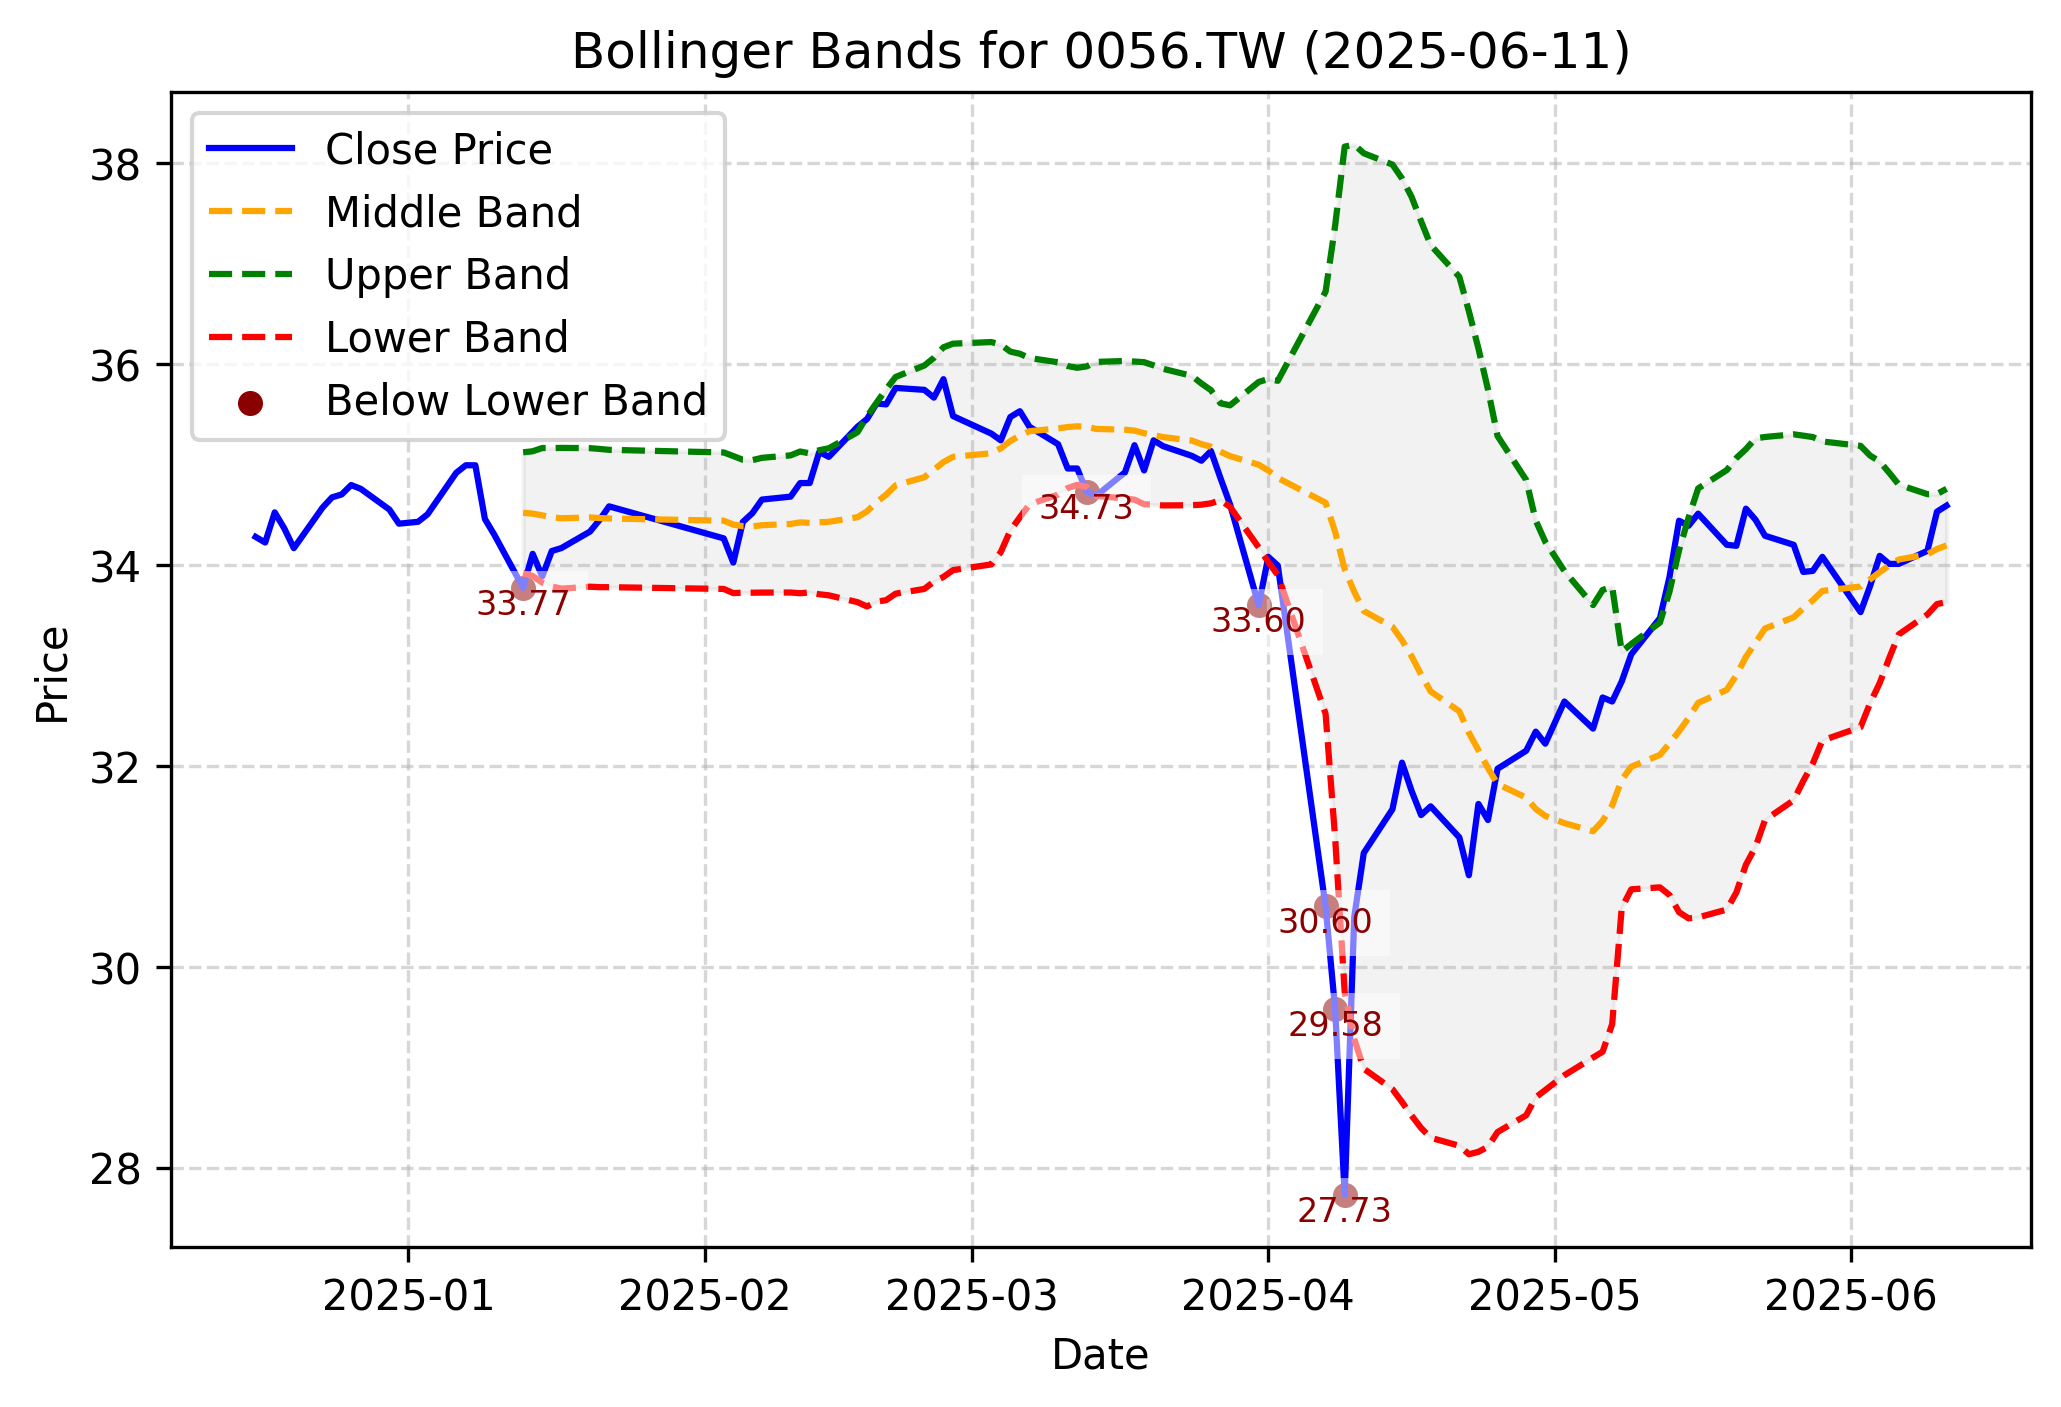 Bollinger Bands for 0056.TW (2025-06-11)
Close Price
Middle Band
Upper Band
Lower Band
Below Lower Band
38
36
34
32
30
28
Price
33.77
34.73
33.60
30.60
29.58
27.73
2025-01
2025-02
2025-03
2025-04
2025-05
2025-06
Date